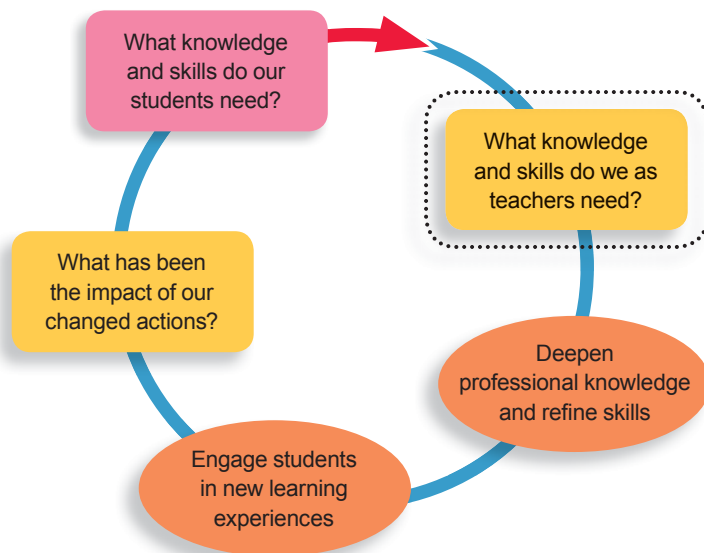 What knowledge
and skills do our
students need?
What knowledge
and skills do we as
teachers need?
Deepen
professional knowledge
and refine skills
Engage students
in new learning
experiences
What has been
the impact of our
changed actions?